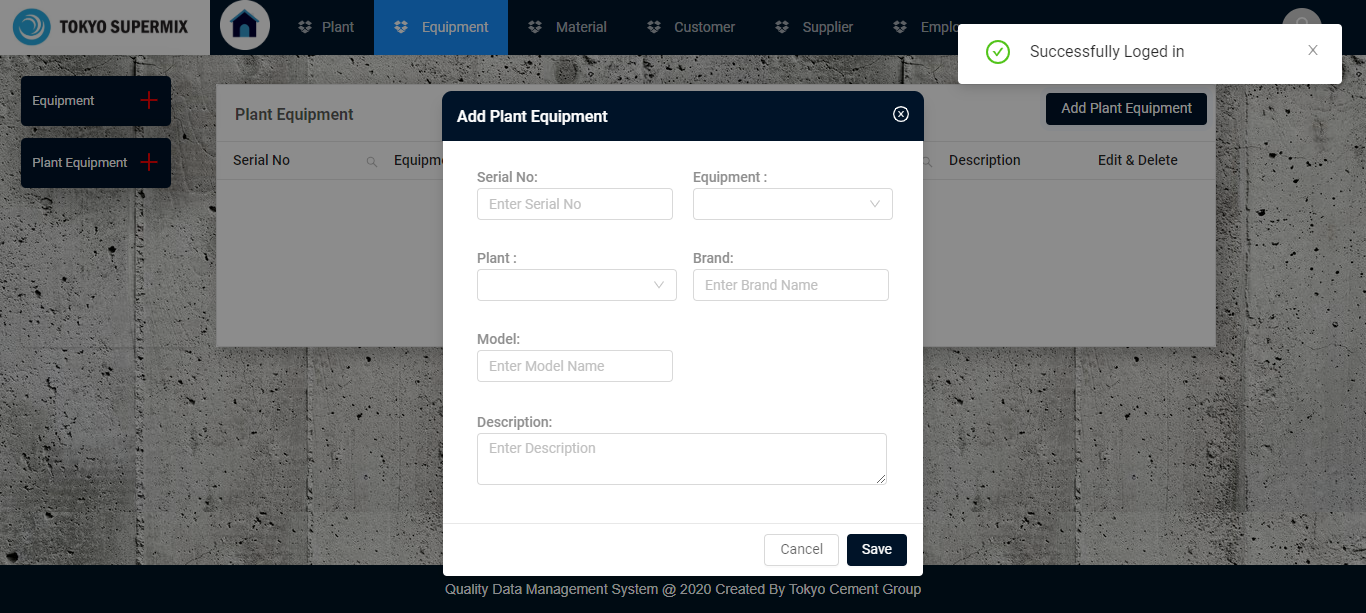 TOKYO SUPERMIX
Plant
Equipment
Material
Customer
Supplier
Emplo
Successfully Loged in
Equipment
Plant Equipment
Plant Equipment
Add Plant Equipment
Serial No
Equipme
Description
Edit & Delete
Add Plant Equipment
Serial No:
Equipment :
Enter Serial No
Plant :
Brand:
Enter Brand Name
Model:
Enter Model Name
Description:
Enter Description
Cancel
Save
Quality Data Management System @ 2020 Created By Tokyo Cement Group